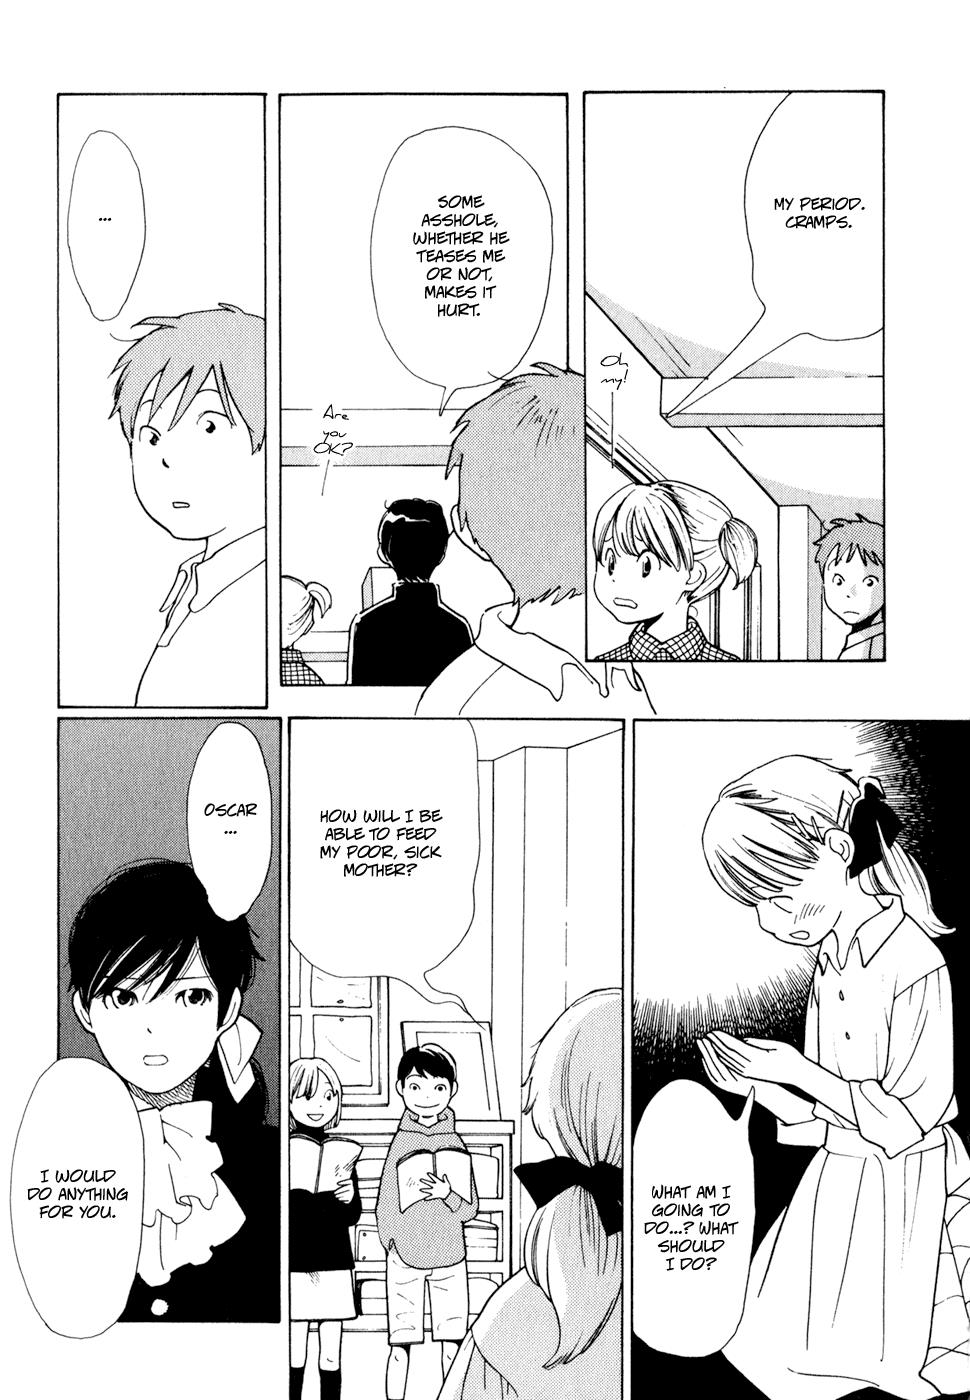 MY PERIOD.
CRAMPS.
Oh
my!
SOME
ASSHOLE,
WHETHER HE
TEASES ME
OR NOT,
MAKES IT
HURT.
Are
you
OK?
...
WHAT AM I
GOING TO
DO...? WHAT
SHOULD
I DO?
HOW WILL I BE
ABLE TO FEED
MY POOR, SICK
MOTHER?
OSCAR
...
I WOULD
DO ANYTHING
FOR YOU.